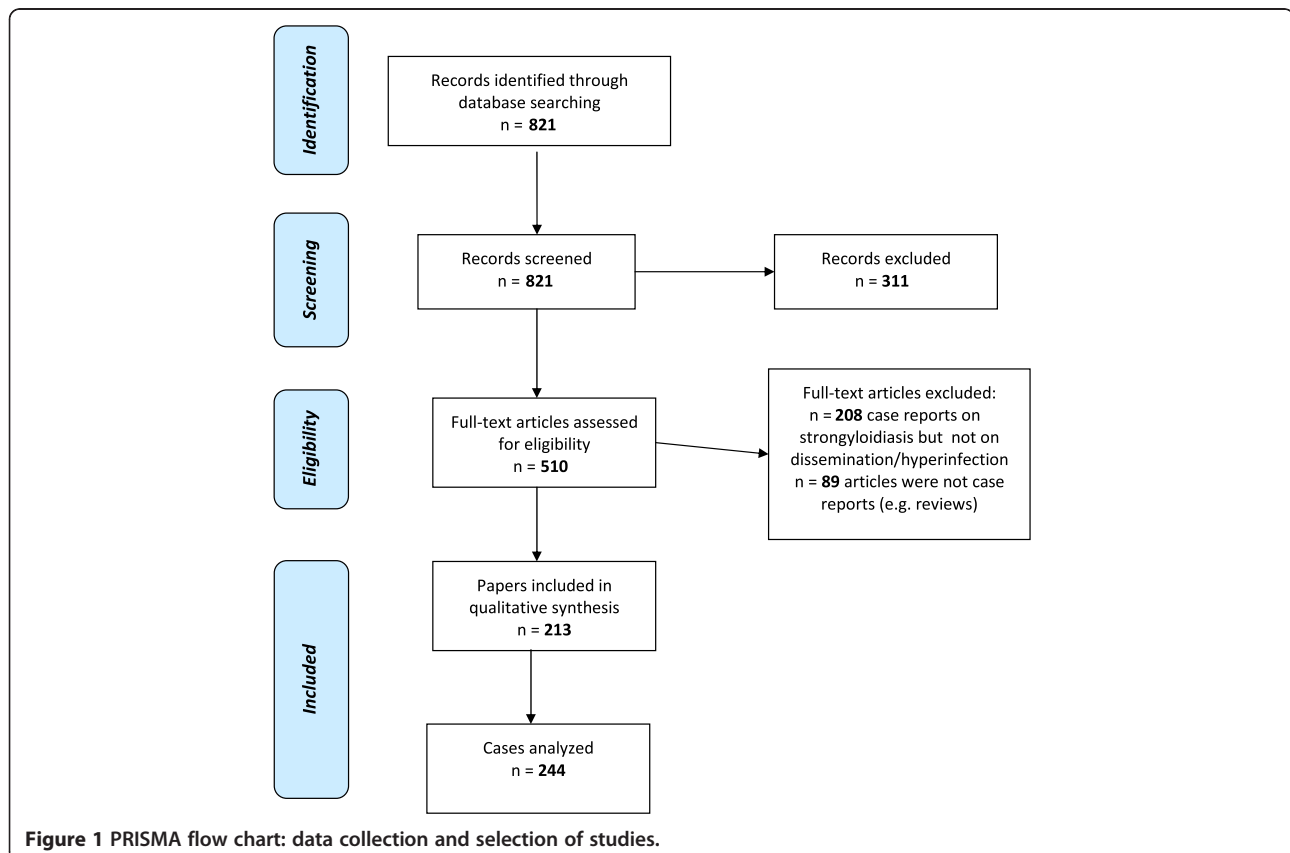 Identification
Records identified through
database searching
n = 821
Screening
Records screened
n = 821
Records excluded
n = 311
Eligibility
Full-text articles assessed
for eligibility
n = 510
Full-text articles excluded:
n = 208 case reports on
strongyloidiasis but not on
dissemination/hyperinfection
n = 89 articles were not case
reports (e.g. reviews)
Included
Papers included in
qualitative synthesis
n = 213
Cases analyzed
n = 244
Figure 1 PRISMA flow chart: data collection and selection of studies.